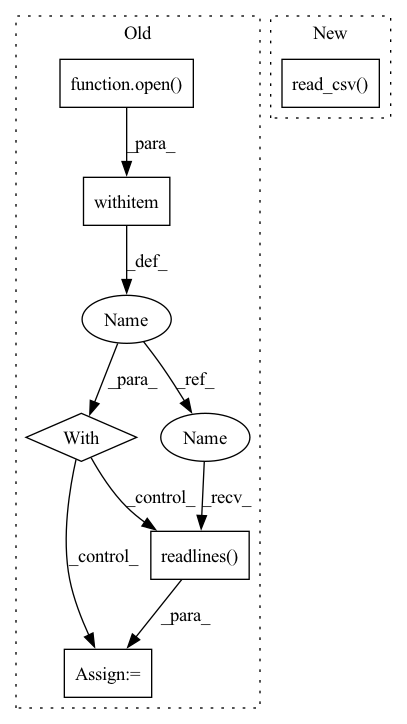 Old
New
function.open()
read_csv()
_para_
withitem
_def_
Name
_para_
_ref_
With
Name
_control_
_recv_
_control_
readlines()
_para_
Assign:=